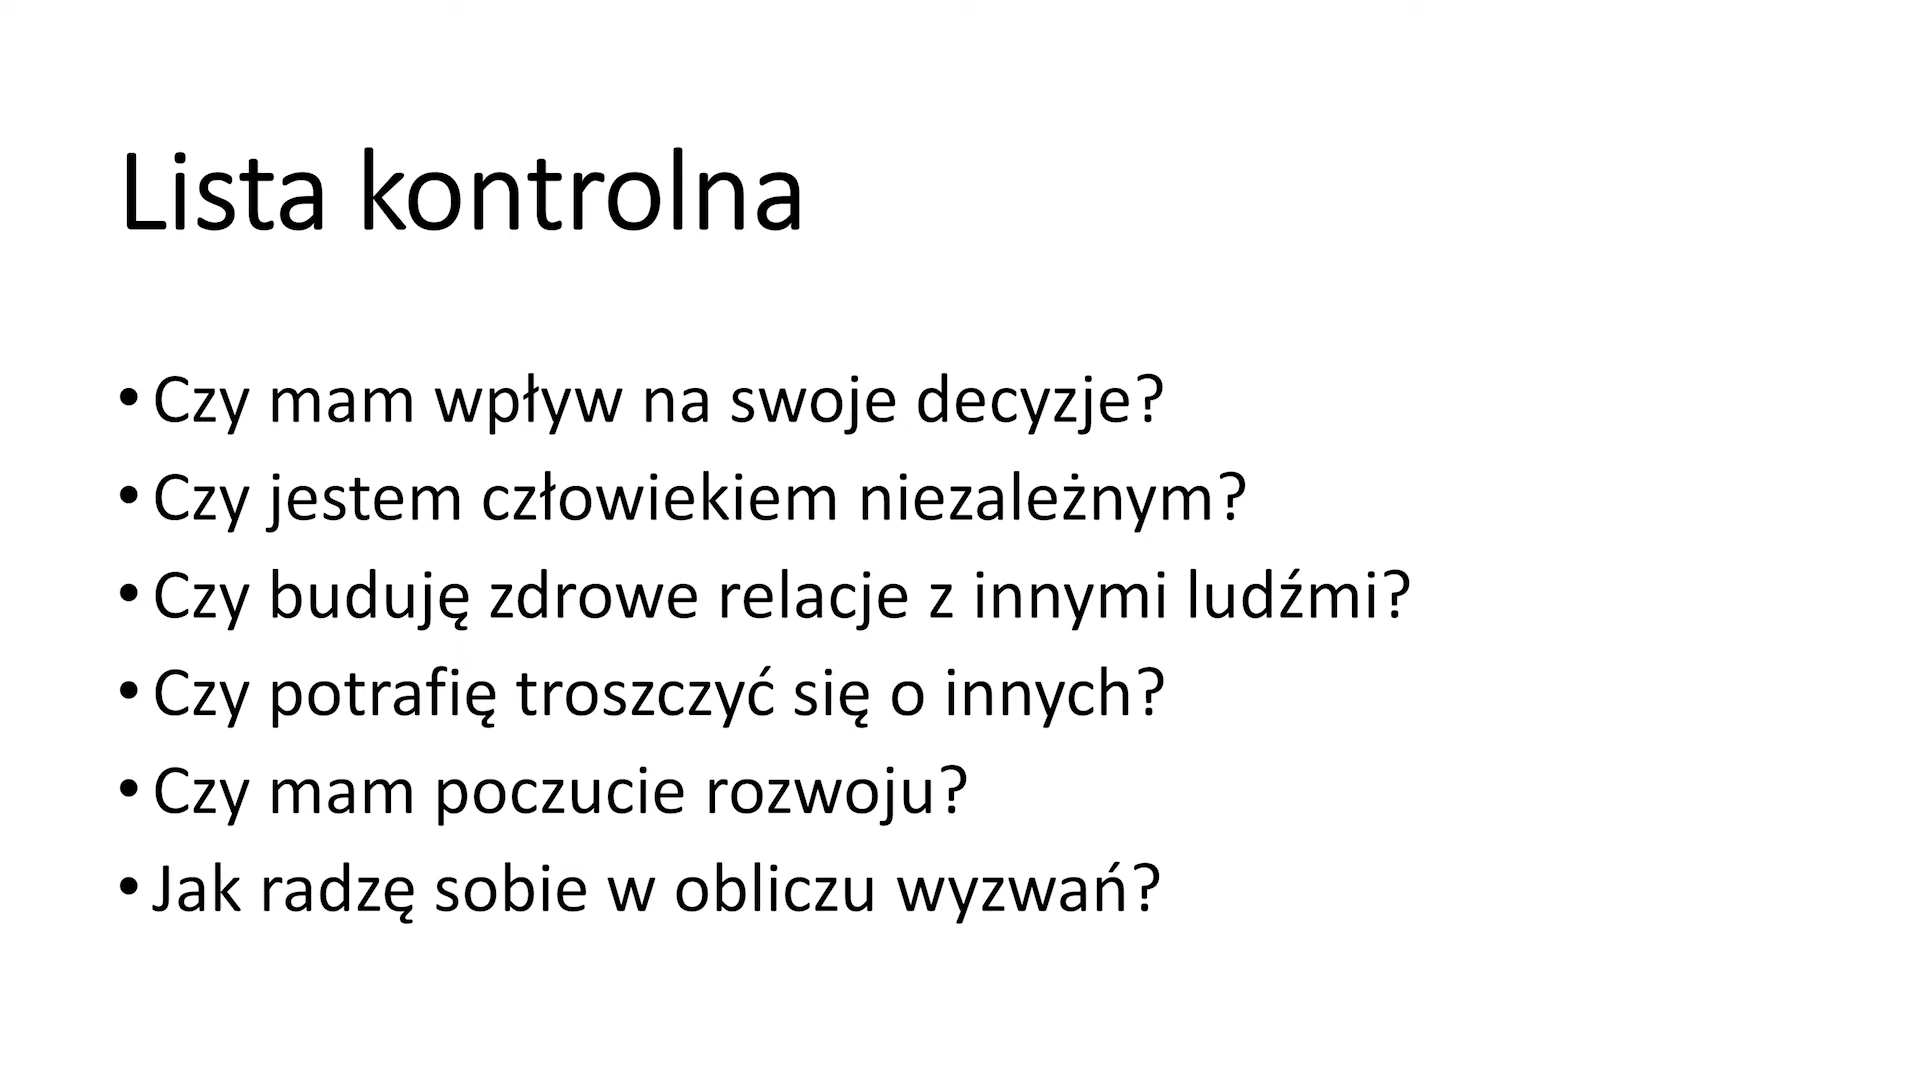 Lista kontrolna
• Czy mam wpływ na swoje decyzje?
• Czy jestem człowiekiem niezależnym?
• Czy buduję zdrowe relacje z innymi ludźmi?
• Czy potrafię troszczyć się o innych?
• Czy mam poczucie rozwoju?
• Jak radzę sobie w obliczu wyzwań?